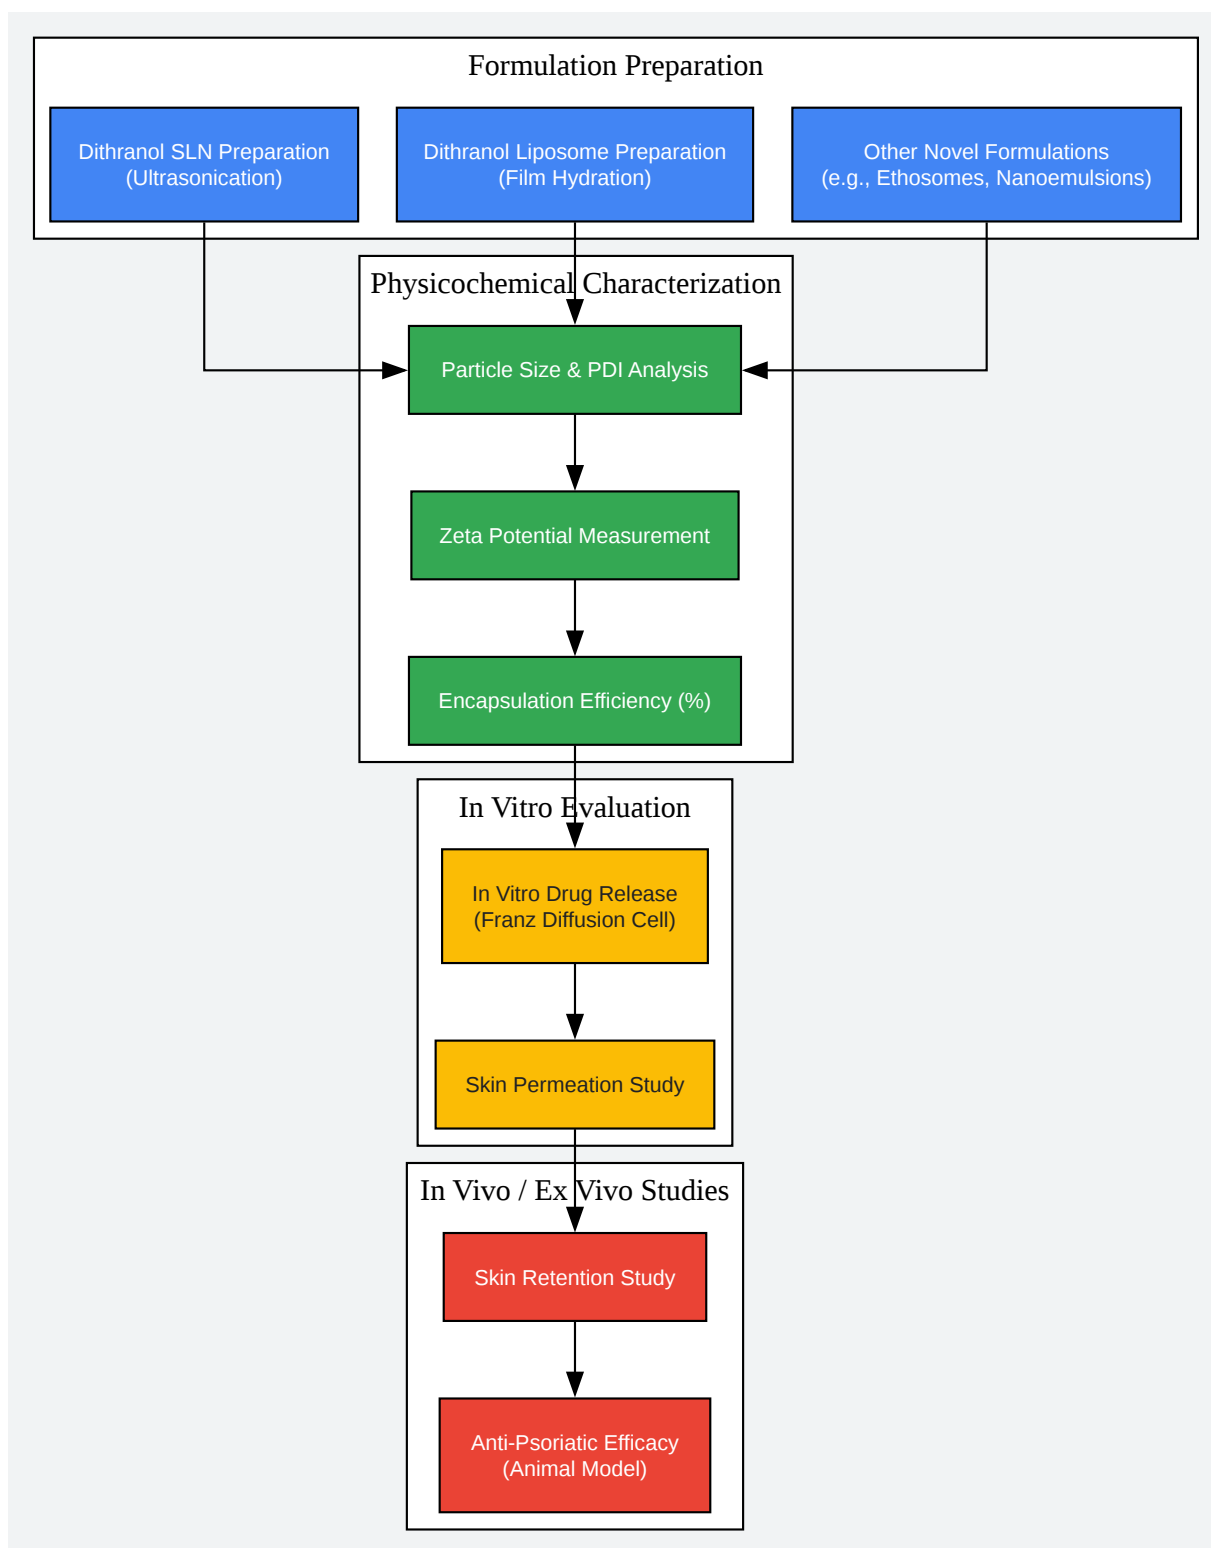 Formulation Preparation
Dithranol SLN Preparation
(Ultrasonication)
Dithranol Liposome Preparation
(Film Hydration)
Other Novel Formulations
(e.g., Ethosomes, Nanoemulsions)
Physicochemical Characterization
Particle Size & PDI Analysis
Zeta Potential Measurement
Encapsulation Efficiency (%)
In Vitro Evaluation
In Vitro Drug Release
(Franz Diffusion Cell)
Skin Permeation Study
In Vivo / Ex Vivo Studies
Skin Retention Study
Anti-Psoriatic Efficacy
(Animal Model)